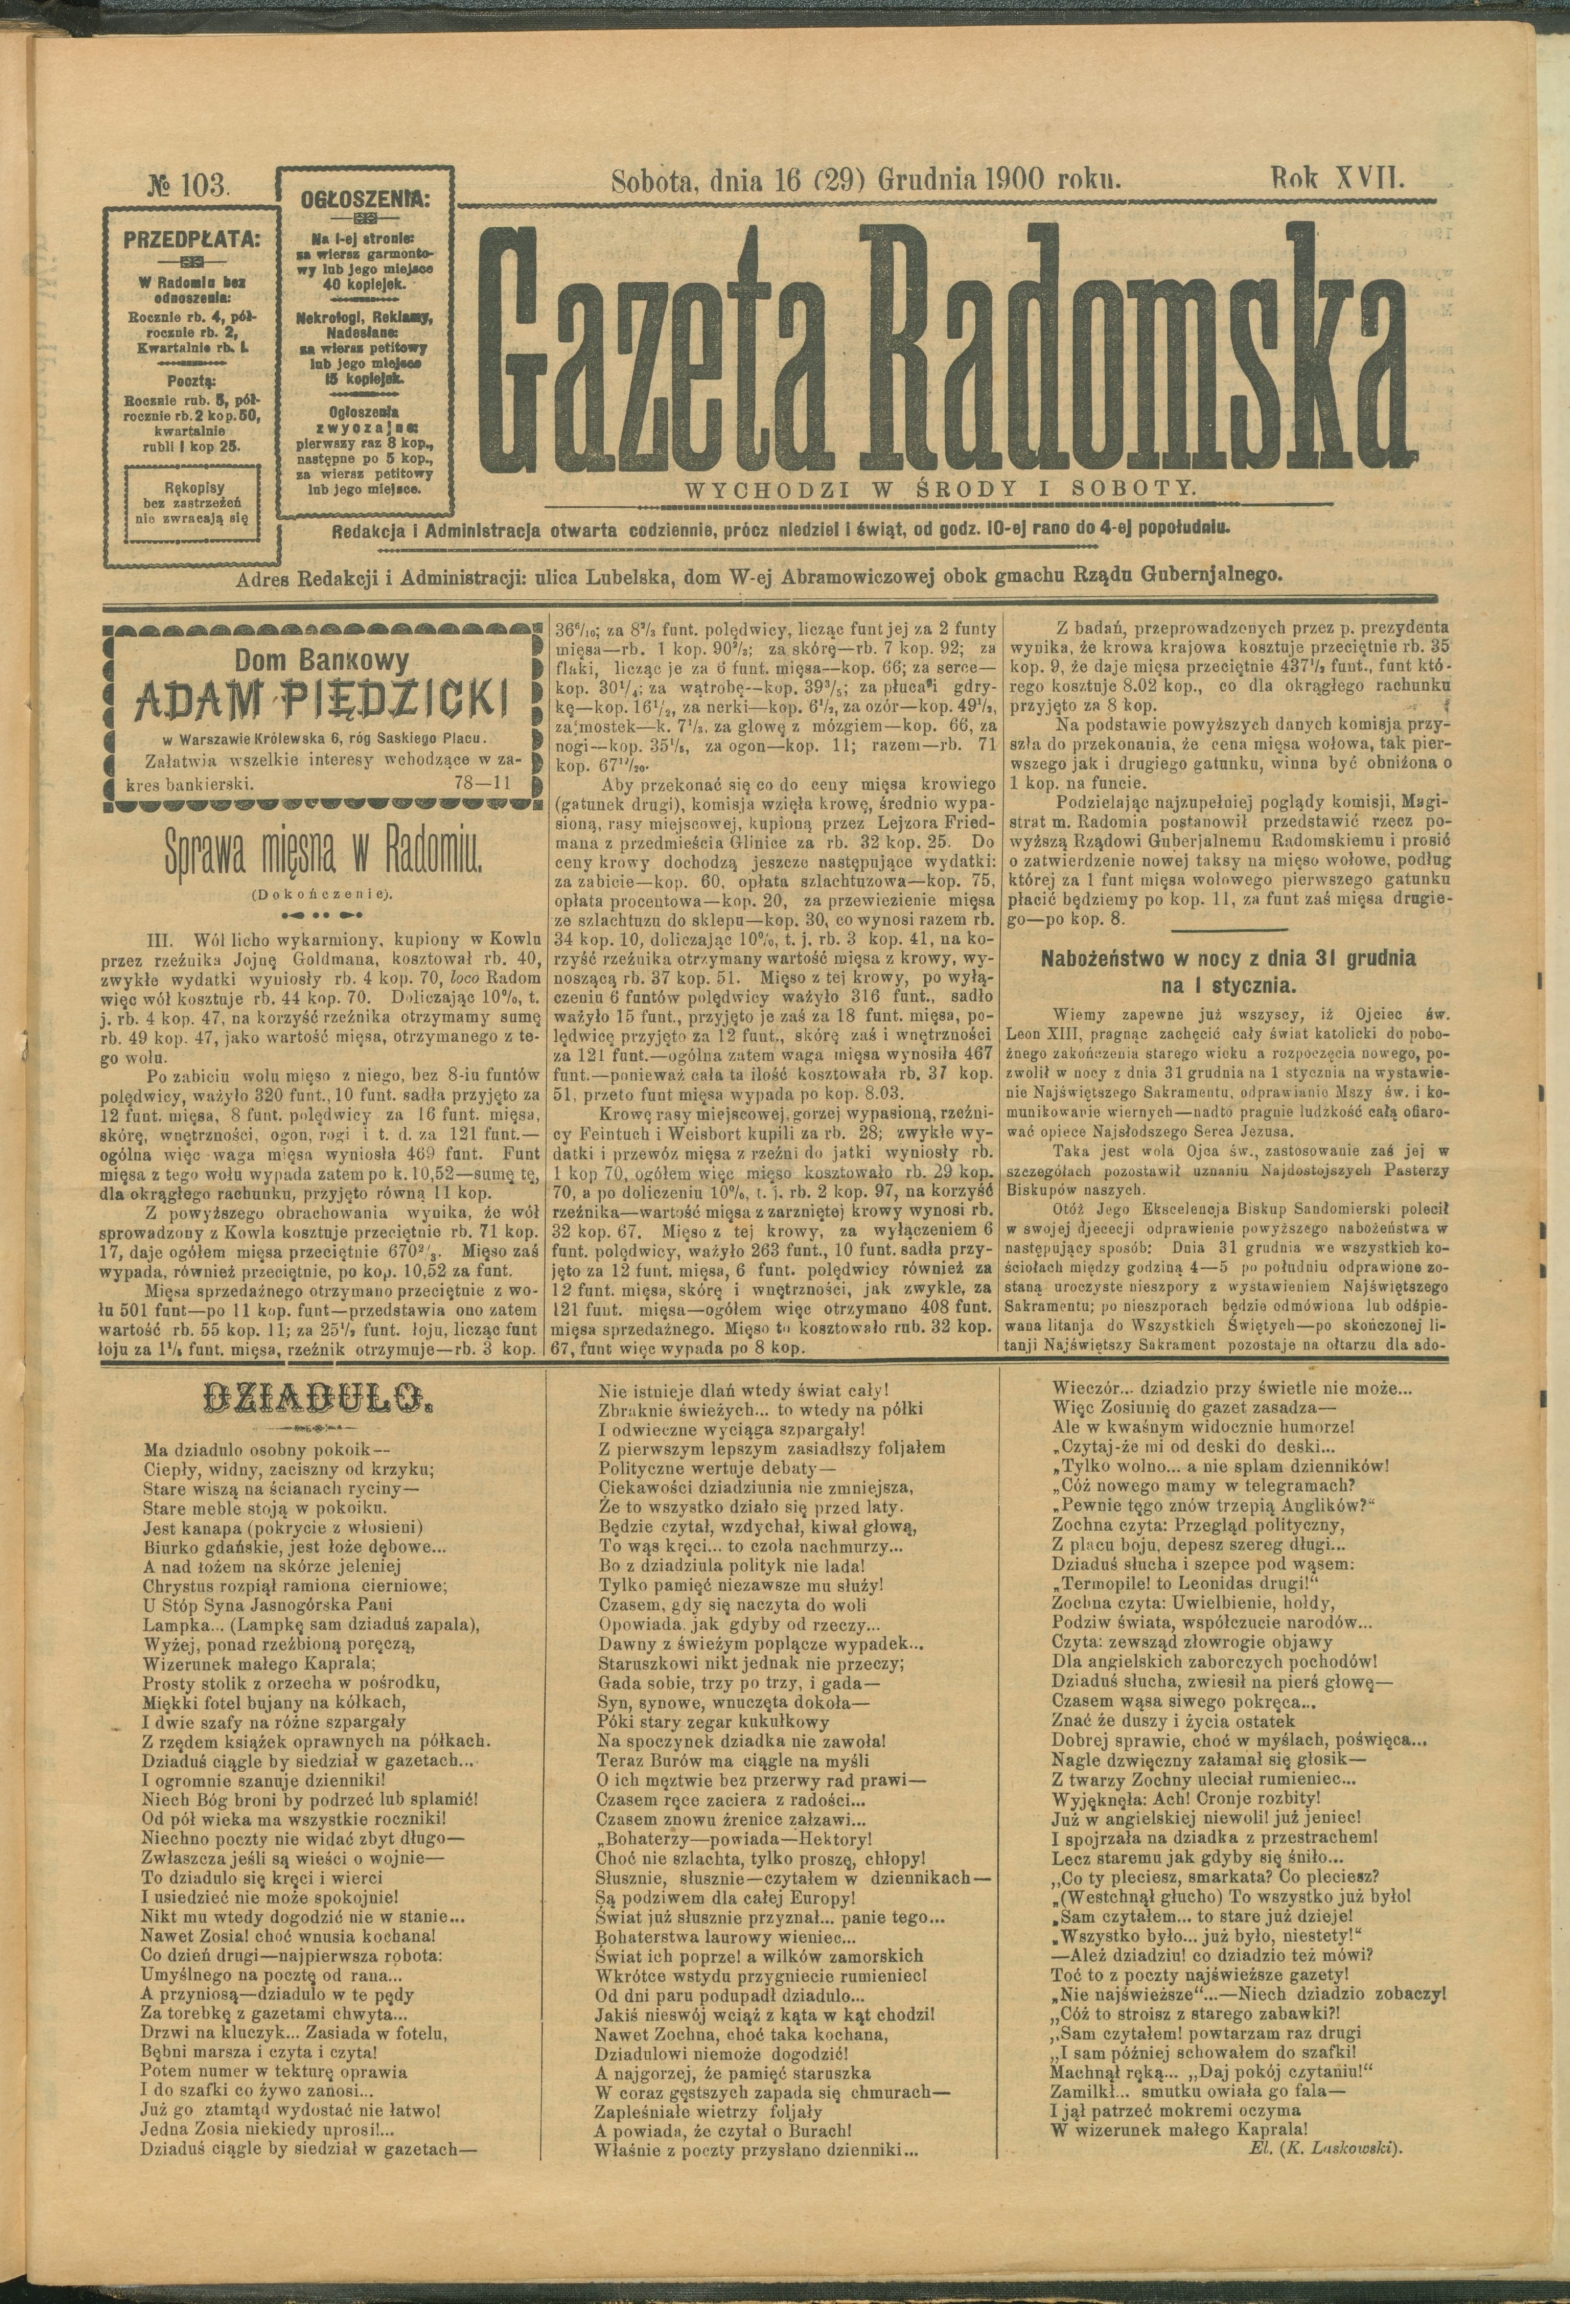 № 103.
Sobota, dnia 16 (29) Grudnia 1900 roku.
Rok XVII.
PRZEDPŁATA:
W Radomiu bez
odnoszenia:
Rocznie rb. 4, pół-
rocznie rb. 2,
Kwartalnie rb. 1.
Pocztą:
Rocznie rub. 5, pół-
rocznie rb. 2 kop. 50,
kwartalnie
rubli 1 kop 25.
Rękopisy
bez zastrzeżeń
nie zwracają się
OGŁOSZENIA:
Na I-ej stronie:
za wiersz garmonto-
wy lub jego miejsce
40 kopiejek.
Nekrologi, Reklamy,
Nadesłane:
za wiersz petitowy
lub jego miejsce
15 kopiejek.
Ogłoszenia
zwyczajne:
pierwszy raz 8 kop.,
następne po 5 kop.,
za wiersz petitowy
lub jego miejsce.
Gazeta Radomska
WYCHODZI W ŚRODY I SOBOTY.
Redakcja i Administracja otwarta codziennie, prócz niedziel i świąt, od godz. 10-ej rano do 4-ej popołudniu.
Adres Redakcji i Administracji: ulica Lubelska, dom W-ej Abramowiczowej obok gmachu Rządu Gubernjalnego.
Dom Bankowy
ADAM PIĘDZICKI
w Warszawie Królewska 6, róg Saskiego Placu.
Załatwia wszelkie interesy wchodzące w za-
kres bankierski. 78—11
Sprawa mięsna w Radomiu.
(Dokończenie).
III. Wół licho wykarmiony, kupiony w Kowlu
przez rzeźnika Jojnę Goldmana, kosztował rb. 40,
zwykłe wydatki wyniosły rb. 4 kop. 70, loco Radom
więc wół kosztuje rb. 44 kop. 70. Doliczając 10%, t.
j. rb. 4 kop. 47, na korzyść rzeźnika otrzymamy sumę
rb. 49 kop. 47, jako wartość mięsa, otrzymanego z te-
go wołu.
Po zabiciu wołu mięso z niego, bez 8-iu funtów
polędwicy, ważyło 320 funt., 10 funt. sadła przyjęto za
12 funt. mięsa, 8 funt. polędwicy za 16 funt. mięsa,
skórę, wnętrzności, ogon, rogi i t. d. za 121 funt.—
ogólna więc waga mięsa wyniosła 469 funt. Funt
mięsa z tego wołu wypada zatem po k. 10,52—sumę tę,
dla okrągłego rachunku, przyjęto równą 11 kop.
Z powyższego obrachowania wynika, że wół
sprowadzony z Kowla kosztuje przeciętnie rb. 71 kop.
17, daje ogółem mięsa przeciętnie 670²/₃. Mięso zaś
wypada, również przeciętnie, po kop. 10,52 za funt.
Mięsa sprzedażnego otrzymano przeciętnie z wo-
łu 501 funt—po 11 kop. funt—przedstawia ono zatem
wartość rb. 55 kop. 11; za 25¹/₃ funt. łoju, licząc funt
łoju za 1¹/₅ funt. mięsa, rzeźnik otrzymuje—rb. 3 kop.
36⁶/₁₀; za 8²/₃ funt. polędwicy, licząc funt jej za 2 funty
mięsa—rb. 1 kop. 90²/₃; za skórę—rb. 7 kop. 92; za
flaki, licząc je za 6 funt. mięsa—kop. 66; za serce—
kop. 30¹/₄; za wątrobę—kop. 39³/₅; za płuca i gdry-
kę—kop. 16¹/₂, za nerki—kop. 6¹/₂, za ozór—kop. 49¹/₂,
za mostek—k. 7¹/₂. za głowę z mózgiem—kop. 66, za
nogi—kop. 35¹/₅, za ogon—kop. 11; razem—rb. 71
kop. 67¹⁷/₂₀.
Aby przekonać się co do ceny mięsa krowiego
(gatunek drugi), komisja wzięła krowę, średnio wypa-
sioną, rasy miejscowej, kupioną przez Lejzora Fried-
mana z przedmieścia Glinice za rb. 32 kop. 25. Do
ceny krowy dochodzą jeszcze następujące wydatki:
za zabicie—kop. 60, opłata szlachtuzowa—kop. 75,
opłata procentowa—kop. 20, za przewiezienie mięsa
ze szlachtuzu do sklepu—kop. 30, co wynosi razem rb.
34 kop. 10, doliczając 10%, t. j. rb. 3 kop. 41, na ko-
rzyść rzeźnika otrzymany wartość mięsa z krowy, wy-
noszącą rb. 37 kop. 51. Mięso z tej krowy, po wyłą-
czeniu 6 funtów polędwicy ważyło 316 funt., sadło
ważyło 15 funt., przyjęto je zaś za 18 funt. mięsa, po-
lędwicę przyjęto za 12 funt., skórę zaś i wnętrzności
za 121 funt.—ogólna zatem waga mięsa wynosiła 467
funt.—ponieważ cała ta ilość kosztowała rb. 37 kop.
51, przeto funt mięsa wypada po kop. 8.03.
Krowę rasy miejscowej, gorzej wypasioną, rzeźni-
cy Feintuch i Weisbort kupili za rb. 28; zwykłe wy-
datki i przewóz mięsa z rzeźni do jatki wyniosły rb.
1 kop 70, ogółem więc mięso kosztowało rb. 29 kop.
70, a po doliczeniu 10%, t. j. rb. 2 kop. 97, na korzyść
rzeźnika—wartość mięsa z zarzniętej krowy wynosi rb.
32 kop. 67. Mięso z tej krowy, za wyłączeniem 6
funt. polędwicy, ważyło 263 funt., 10 funt. sadła przy-
jęto za 12 funt. mięsa, 6 funt. polędwicy również za
12 funt. mięsa, skórę i wnętrzności, jak zwykle, za
121 funt. mięsa—ogółem więc otrzymano 408 funt.
mięsa sprzedażnego. Mięso to kosztowało rub. 32 kop.
67, funt więc wypada po 8 kop.
Z badań, przeprowadzonych przez p. prezydenta
wynika, że krowa krajowa kosztuje przeciętnie rb. 35
kop. 9, że daje mięsa przeciętnie 437¹/₂ funt., funt któ-
rego kosztuje 8.02 kop., co dla okrągłego rachunku
przyjęto za 8 kop.
Na podstawie powyższych danych komisja przy-
szła do przekonania, że cena mięsa wołowa, tak pier-
wszego jak i drugiego gatunku, winna być obniżona o
1 kop. na funcie.
Podzielając najzupełniej poglądy komisji, Magi-
strat m. Radomia postanowił przedstawić rzecz po-
wyższą Rządowi Guberjalnemu Radomskiemu i prosić
o zatwierdzenie nowej taksy na mięso wołowe, podług
której za 1 funt mięsa wołowego pierwszego gatunku
płacić będziemy po kop. 11, za funt zaś mięsa drugie-
go—po kop. 8.
Nabożeństwo w nocy z dnia 31 grudnia
na 1 stycznia.
Wiemy zapewne już wszyscy, iż Ojciec św.
Leon XIII, pragnąc zachęcić cały świat katolicki do pobo-
żnego zakończenia starego wieku a rozpoczęcia nowego, po-
zwolił w nocy z dnia 31 grudnia na 1 stycznia na wystawie-
nie Najświętszego Sakramentu, odprawianie Mszy św. i ko-
munikowanie wiernych—nadto pragnie ludzkość całą ofiaro-
wać opiece Najsłodszego Serca Jezusa.
Taka jest wola Ojca św., zastosowanie zaś jej w
szczegółach pozostawił uznaniu Najdostojszych Pasterzy
Biskupów naszych.
Otóż Jego Ekscelencja Biskup Sandomierski polecił
w swojej djececji odprawienie powyższego nabożeństwa w
następujący sposób: Dnia 31 grudnia we wszystkich ko-
ściołach między godziną 4—5 po południu odprawione zo-
staną uroczyste nieszpory z wystawieniem Najświętszego
Sakramentu; po nieszporach będzie odmówiona lub odśpie-
wana litanja do Wszystkich Świętych—po skończonej li-
tanji Najświętszy Sakrament pozostaje na ołtarzu dla ado-
DZIADULO.
Ma dziadulo osobny pokoik—
Ciepły, widny, zaciszny od krzyku;
Stare wiszą na ścianach ryciny—
Stare meble stoją w pokoiku.
Jest kanapa (pokrycie z włosieni)
Biurko gdańskie, jest łoże dębowe...
A nad łożem na skórze jeleniej
Chrystus rozpiął ramiona cierniowe;
U Stóp Syna Jasnogórska Pani
Lampka... (Lampkę sam dziaduś zapala),
Wyżej, ponad rzeźbioną poręczą,
Wizerunek małego Kaprala;
Prosty stolik z orzecha w pośrodku,
Miękki fotel bujany na kółkach,
I dwie szafy na różne szpargały
Z rzędem książek oprawnych na półkach.
Dziaduś ciągle by siedział w gazetach...
I ogromnie szanuje dzienniki!
Niech Bóg broni by podrzeć lub splamić!
Od pół wieka ma wszystkie roczniki!
Niechno poczty nie widać zbyt długo—
Zwłaszcza jeśli są wieści o wojnie—
To dziadulo się kręci i wierci
I usiedzieć nie może spokojnie!
Nikt mu wtedy dogodzić nie w stanie...
Nawet Zosia! choć wnusia kochana!
Co dzień drugi—najpierwsza robota:
Umyślnego na pocztę od rana...
A przyniosą—dziadulo w te pędy
Za torebkę z gazetami chwyta...
Drzwi na kluczyk... Zasiada w fotelu,
Bębni marsza i czyta i czyta!
Potem numer w tekturę oprawia
I do szafki co żywo zanosi...
Już go ztamtąd wydostać nie łatwo!
Jedna Zosia niekiedy uprosi!...
Dziaduś ciągle by siedział w gazetach—
Nie istnieje dlań wtedy świat cały!
Zbraknie świeżych... to wtedy na półki
I odwieczne wyciąga szpargały!
Z pierwszym lepszym zasiadłszy foljałem
Polityczne wertuje debaty—
Ciekawości dziadziunia nie zmniejsza,
Że to wszystko działo się przed laty.
Będzie czytał, wzdychał, kiwał głową,
To wąs kręci... to czoła nachmurzy...
Bo z dziadziula polityk nie lada!
Tylko pamięć niezawsze mu służy!
Czasem, gdy się naczyta do woli
Opowiada, jak gdyby od rzeczy...
Dawny z świeżym poplącze wypadek...
Staruszkowi nikt jednak nie przeczy;
Gada sobie, trzy po trzy, i gada—
Syn, synowe, wnuczęta dokoła—
Póki stary zegar kukułkowy
Na spoczynek dziadka nie zawoła!
Teraz Burów ma ciągle na myśli
O ich męztwie bez przerwy rad prawi—
Czasem ręce zaciera z radości...
Czasem znowu źrenice załzawi...
„Bohaterzy—powiada—Hektory!
Choć nie szlachta, tylko proszę, chłopy!
Słusznie, słusznie—czytałem w dziennikach—
Są podziwem dla całej Europy!
Świat już słusznie przyznał... panie tego...
Bohaterstwa laurowy wieniec...
Świat ich poprze! a wilków zamorskich
Wkrótce wstydu przygniecie rumieniec!
Od dni paru podupadł dziadulo...
Jakiś nieswój wciąż z kąta w kąt chodzi!
Nawet Zochna, choć taka kochana,
Dziadulowi niemoże dogodzić!
A najgorzej, że pamięć staruszka
W coraz gęstszych zapada się chmurach—
Zapleśniałe wietrzy foljały
A powiada, że czytał o Burach!
Właśnie z poczty przysłano dzienniki...
Wieczór... dziadzio przy świetle nie może...
Więc Zosiunię do gazet zasadza—
Ale w kwaśnym widocznie humorze!
„Czytaj-że mi od deski do deski...
„Tylko wolno... a nie splam dzienników!
„Cóż nowego mamy w telegramach?
„Pewnie tęgo znów trzepią Anglików?“
Zochna czyta: Przegląd polityczny,
Z placu boju, depesz szereg długi...
Dziaduś słucha i szepce pod wąsem:
„Termopile! to Leonidas drugi!“
Zochna czyta: Uwielbienie, hołdy,
Podziw świata, współczucie narodów...
Czyta: zewsząd złowrogie objawy
Dla angielskich zaborczych pochodów!
Dziaduś słucha, zwiesił na pierś głowę—
Czasem wąsa siwego pokręca...
Znać że duszy i życia ostatek
Dobrej sprawie, choć w myślach, poświęca...
Nagle dzwięczny załamał się głosik—
Z twarzy Zochny uleciał rumieniec...
Wyjęknęła: Ach! Cronje rozbity!
Już w angielskiej niewoli! już jeniec!
I spojrzała na dziadka z przestrachem!
Lecz staremu jak gdyby się śniło...
„Co ty pleciesz, smarkata? Co pleciesz?
„(Westchnął głucho) To wszystko już było!
„Sam czytałem... to stare już dzieje!
„Wszystko było... już było, niestety!“
—Ależ dziadziu! co dziadzio też mówi?
Toć to z poczty najświeższe gazety!
„Nie najświeższe“...—Niech dziadzio zobaczy!
„Cóż to stroisz z starego zabawki?!
„Sam czytałem! powtarzam raz drugi
„I sam później schowałem do szafki!
Machnął ręką... „Daj pokój czytaniu!“
Zamilkł... smutku owiała go fala—
I jął patrzeć mokremi oczyma
W wizerunek małego Kaprala!
El. (K. Laskowski).